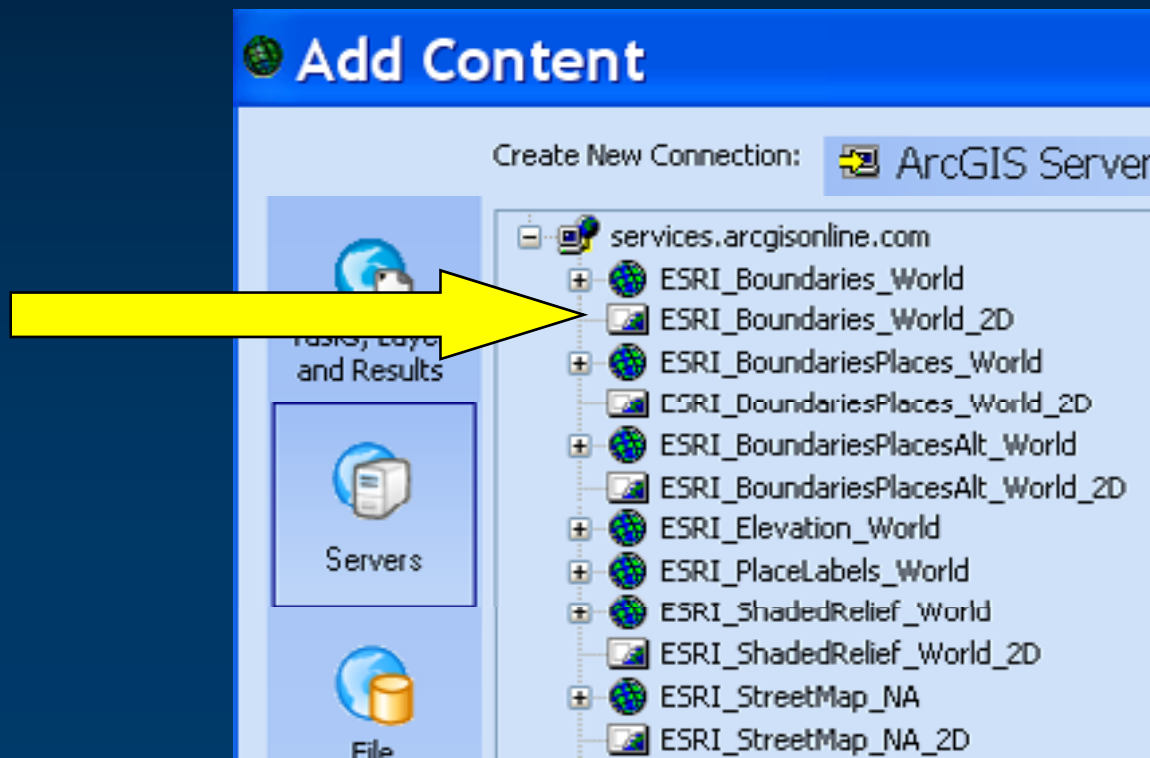 Add Content
Create New Connection:
ArcGIS Server
services.arcgisonline.com
ESRI_Boundaries_World
ESRI_Boundaries_World_2D
ESRI_BoundariesPlaces_World
ESRI_BoundariesPlaces_World_2D
ESRI_BoundariesPlacesAlt_World
ESRI_BoundariesPlacesAlt_World_2D
ESRI_Elevation_World
ESRI_PlaceLabels_World
ESRI_ShadedRelief_World
ESRI_ShadedRelief_World_2D
ESRI_StreetMap_NA
ESRI_StreetMap_NA_2D
and Results
Servers
File